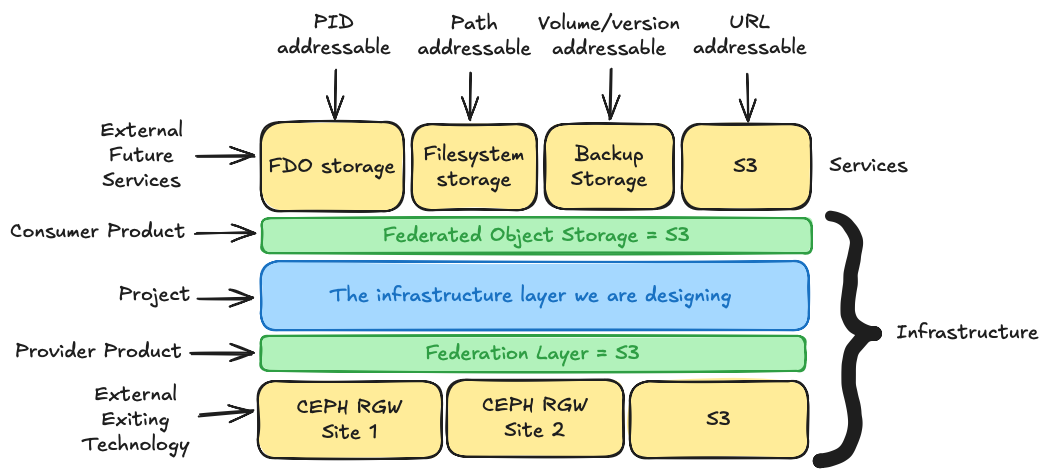 PID
addressable
Path
addressable
Volume/version
addressable
URL
addressable
External
Future
Services
FDO storage
Filesystem
storage
Backup
Storage
S3
Services
Consumer Product
Federated Object Storage = S3
Project
The infrastructure layer we are designing
Infrastructure
Provider Product
Federation Layer = S3
External
Exiting
Technology
CEPH RGW
Site 1
CEPH RGW
Site 2
S3